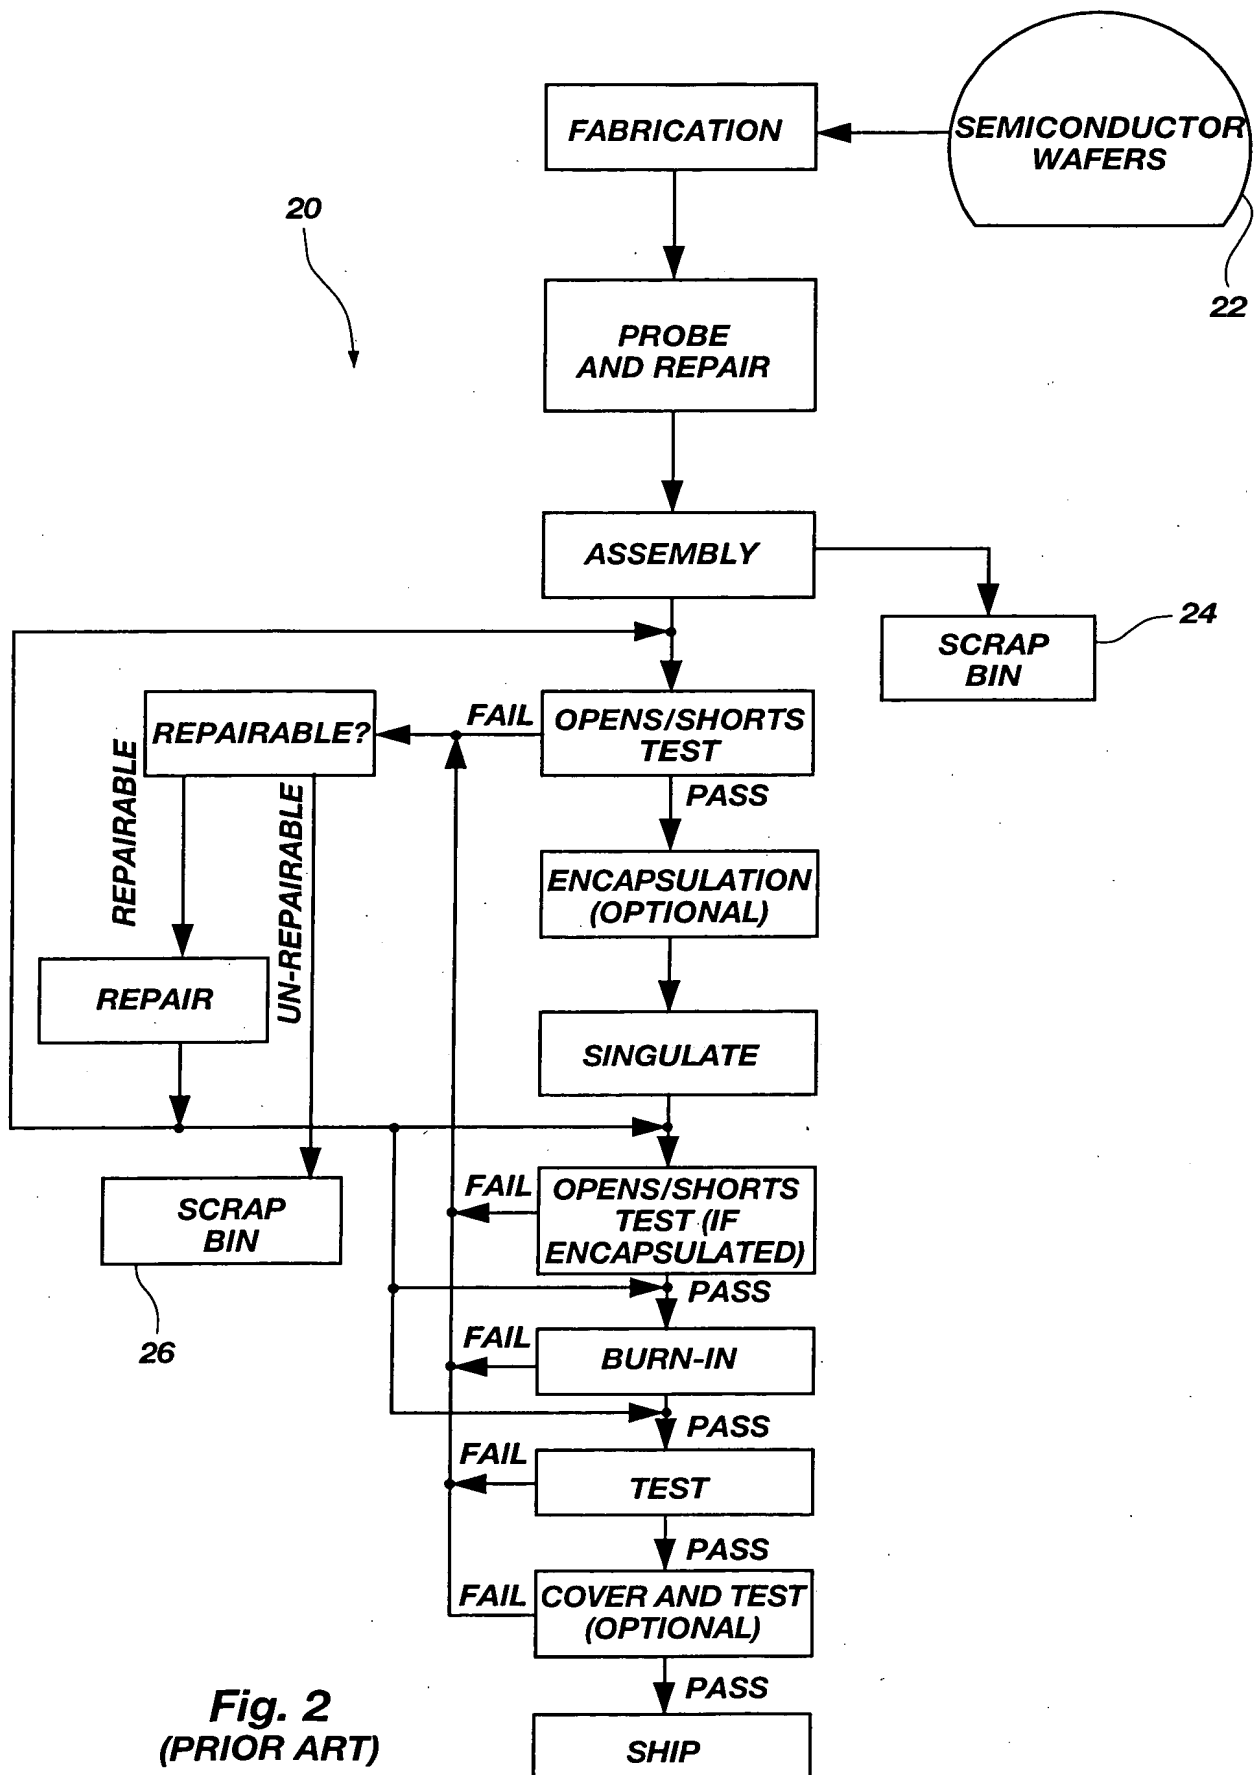 FABRICATION
SEMICONDUCTOR
WAFERS
20
22
PROBE
AND REPAIR
ASSEMBLY
24
SCRAP
BIN
REPAIRABLE?
FAIL
OPENS/SHORTS
TEST
PASS
REPAIRABLE
UN-REPAIRABLE
ENCAPSULATION
(OPTIONAL)
REPAIR
SINGULATE
SCRAP
BIN
26
FAIL
OPENS/SHORTS
TEST (IF
ENCAPSULATED)
PASS
FAIL
BURN-IN
PASS
FAIL
TEST
PASS
FAIL
COVER AND TEST
(OPTIONAL)
PASS
SHIP
Fig. 2
(PRIOR ART)